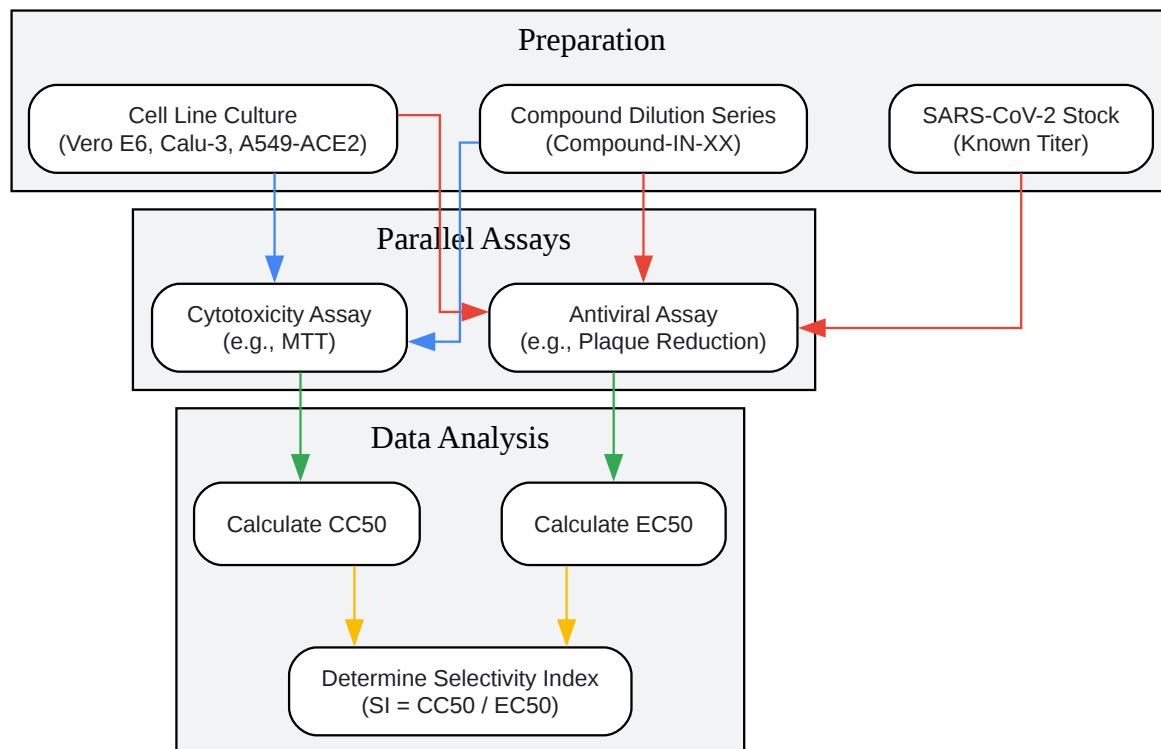 Preparation
Cell Line Culture
(Vero E6, Calu-3, A549-ACE2)
Compound Dilution Series
(Compound-IN-XX)
SARS-CoV-2 Stock
(Known Titer)
Parallel Assays
Cytotoxicity Assay
(e.g., MTT)
Antiviral Assay
(e.g., Plaque Reduction)
Data Analysis
Calculate CC50
Calculate EC50
Determine Selectivity Index
(SI = CC50 / EC50)